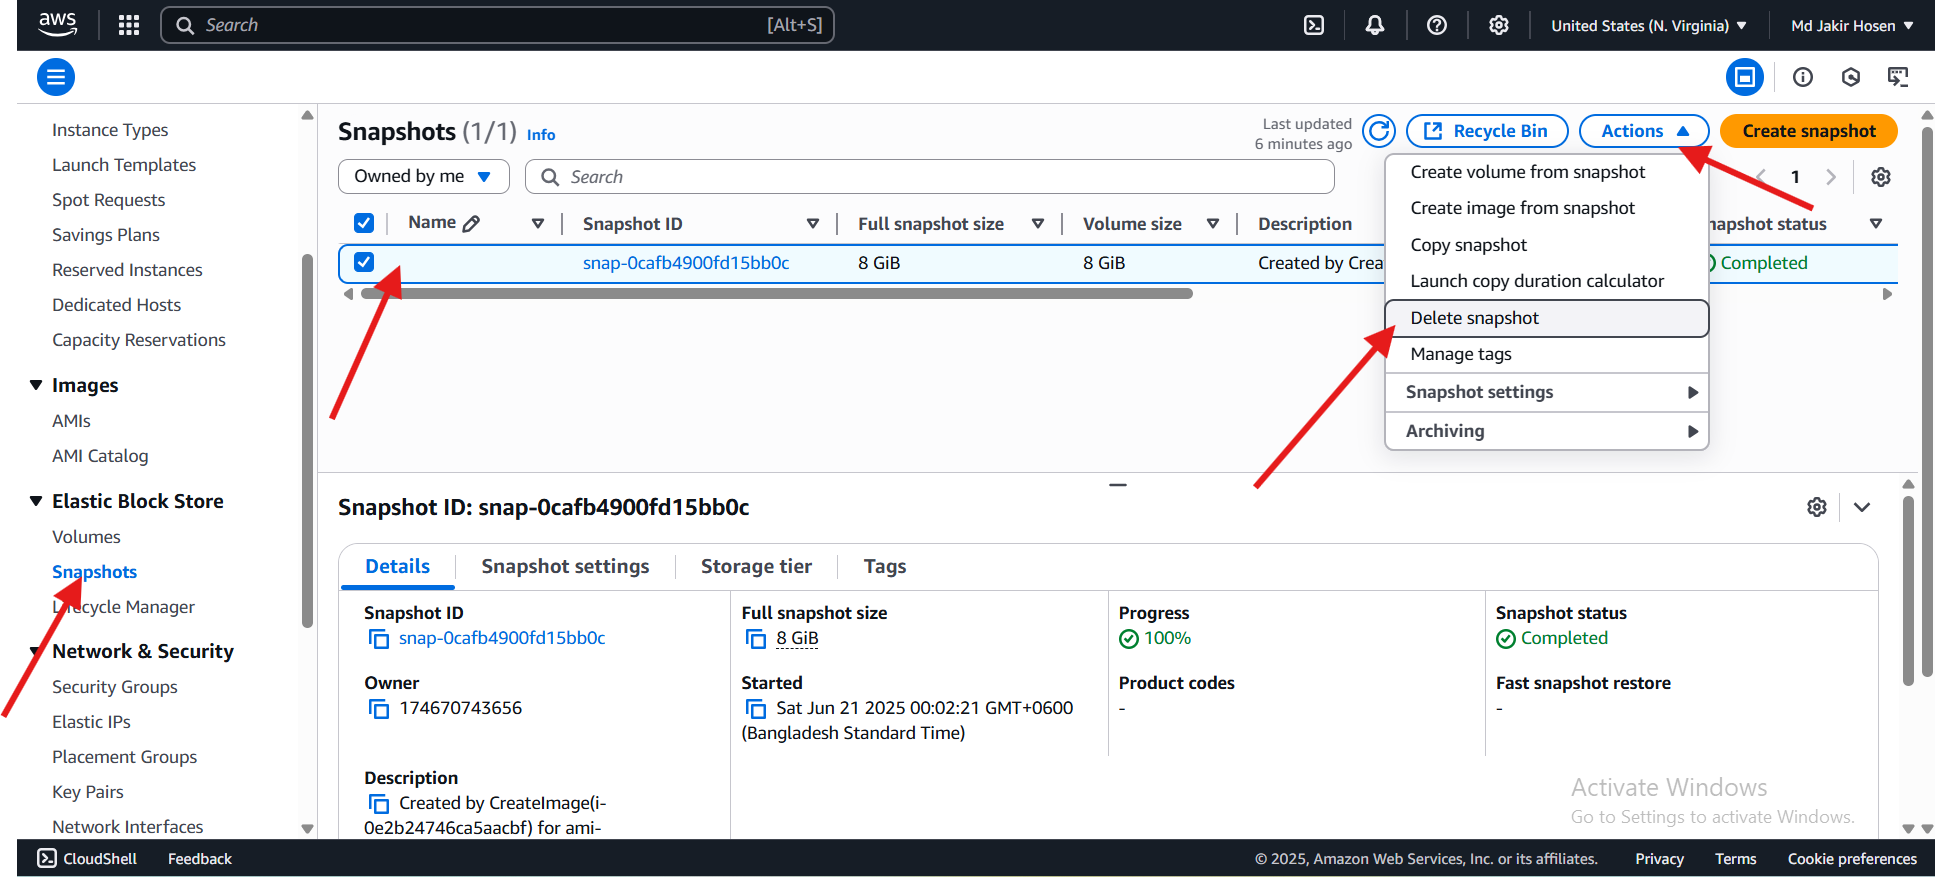 aws
Search [Alt+S]
United States (N. Virginia)
Md Jakir Hosen
Instance Types
Launch Templates
Spot Requests
Savings Plans
Reserved Instances
Dedicated Hosts
Capacity Reservations
Images
AMIs
AMI Catalog
Elastic Block Store
Volumes
Snapshots
Lifecycle Manager
Network & Security
Security Groups
Elastic IPs
Placement Groups
Key Pairs
Network Interfaces
Snapshots (1/1) Info
Last updated
6 minutes ago
Recycle Bin
Actions
Create snapshot
Owned by me
Search
1
Name Snapshot ID Full snapshot size Volume size Description napshot status
snap-0cafb4900fd15bb0c 8 GiB 8 GiB Created by Crea Completed
Create volume from snapshot
Create image from snapshot
Copy snapshot
Launch copy duration calculator
Delete snapshot
Manage tags
Snapshot settings
Archiving
Snapshot ID: snap-0cafb4900fd15bb0c
Details Snapshot settings Storage tier Tags
Snapshot ID
snap-0cafb4900fd15bb0c
Full snapshot size
8 GiB
Progress
100%
Snapshot status
Completed
Owner
174670743656
Started
Sat Jun 21 2025 00:02:21 GMT+0600
(Bangladesh Standard Time)
Product codes
-
Fast snapshot restore
-
Description
Created by CreateImage(i-
0e2b24746ca5aacbf) for ami-
Activate Windows
Go to Settings to activate Windows.
CloudShell Feedback
© 2025, Amazon Web Services, Inc. or its affiliates. Privacy Terms Cookie preferences